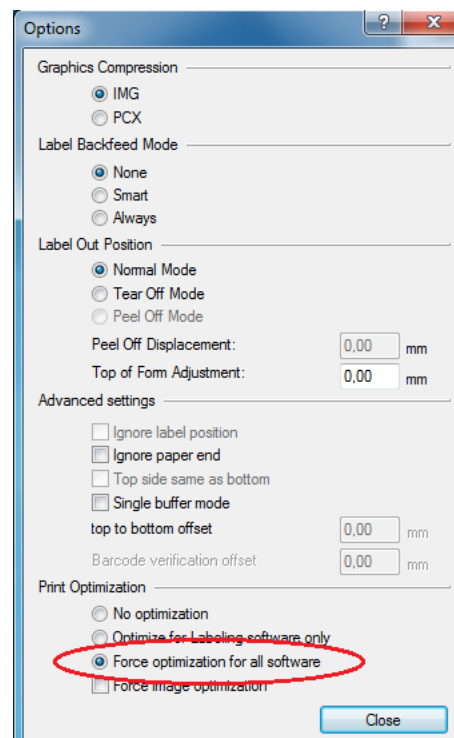 Options
Graphics Compression
IMG
PCX
Label Backfeed Mode
None
Smart
Always
Label Out Position
Normal Mode
Tear Off Mode
Peel Off Mode
Peel Off Displacement: 0,00 mm
Top of Form Adjustment: 0,00 mm
Advanced settings
Ignore label position
Ignore paper end
Top side same as bottom
Single buffer mode
top to bottom offset 0,00 mm
Barcode verification offset 0,00 mm
Print Optimization
No optimization
Optimize for Labeling software only
Force optimization for all software
Force image optimization
Close